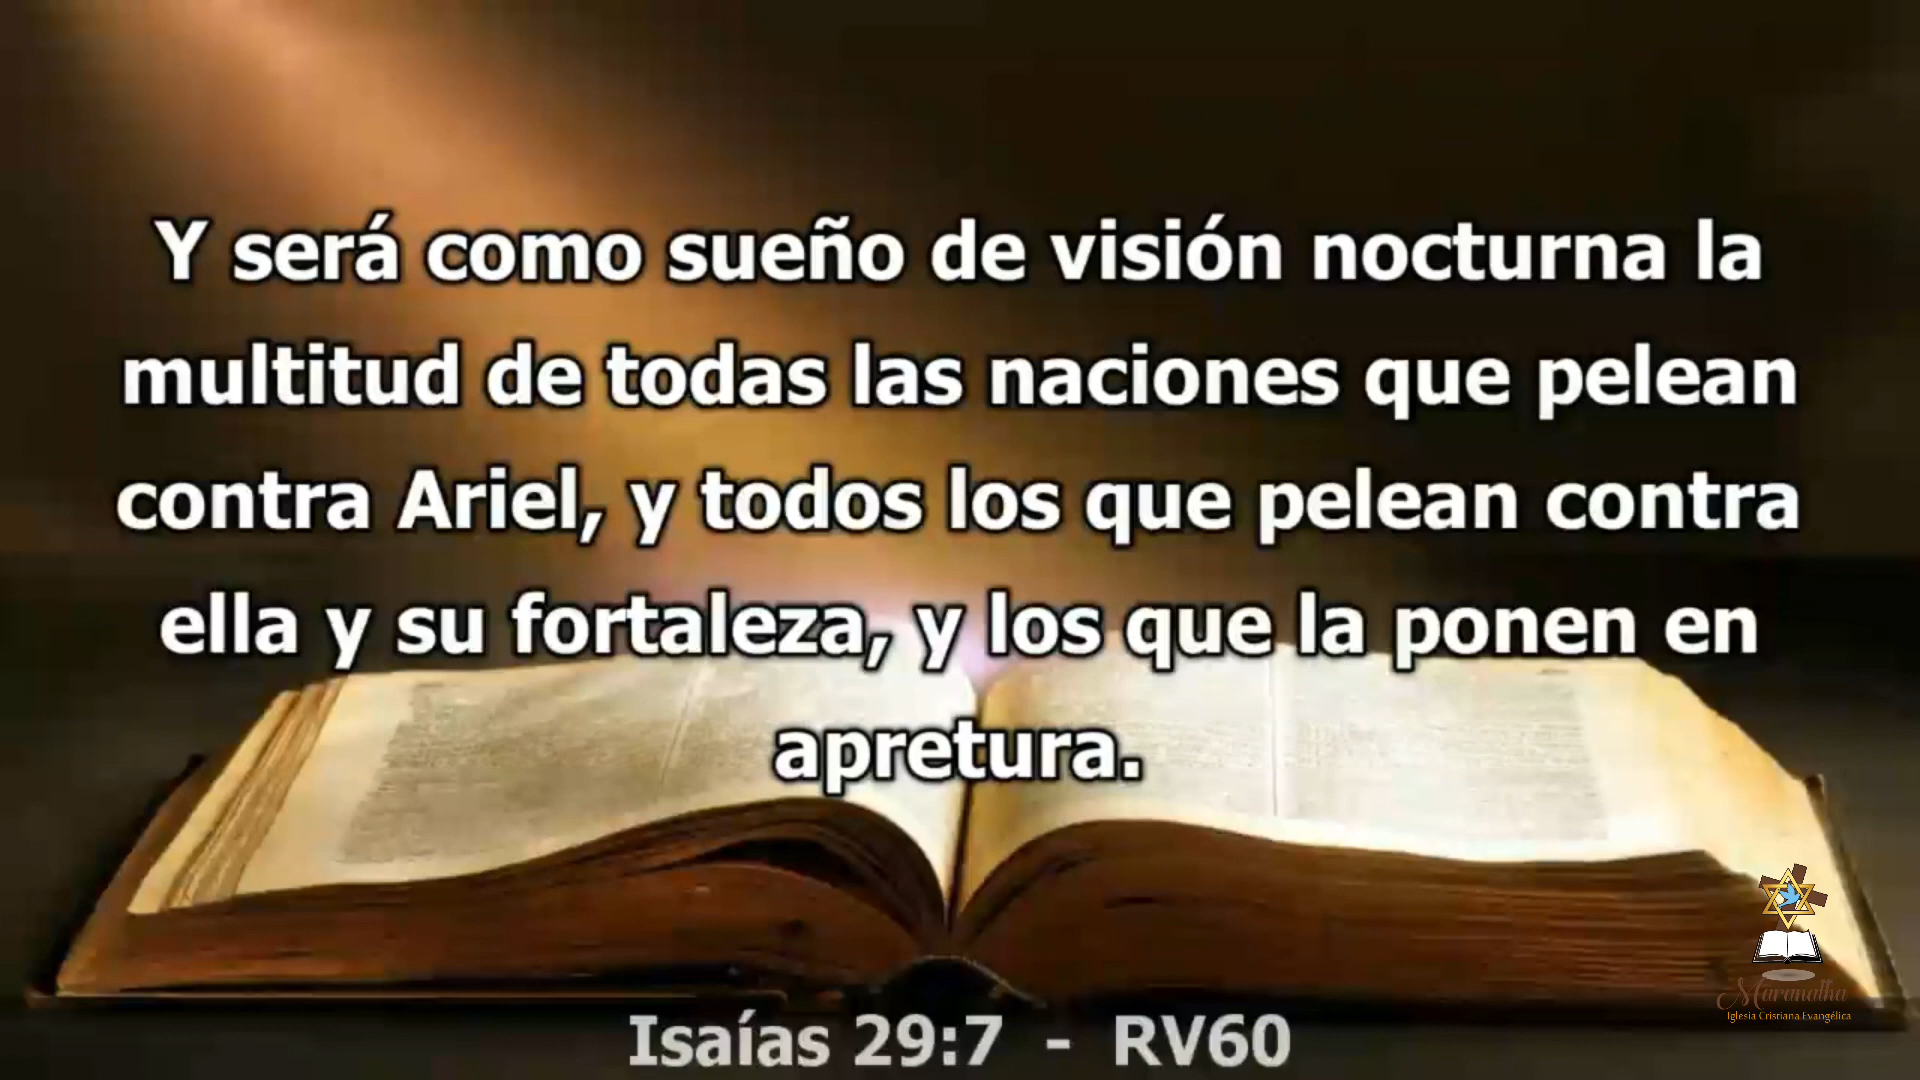 Y será como sueño de visión nocturna la
multitud de todas las naciones que pelean
contra Ariel, y todos los que pelean contra
ella y su fortaleza, y los que la ponen en
apretura.
Maranatha
Iglesia Cristiana Evangélica
Isaías 29:7 - RV60